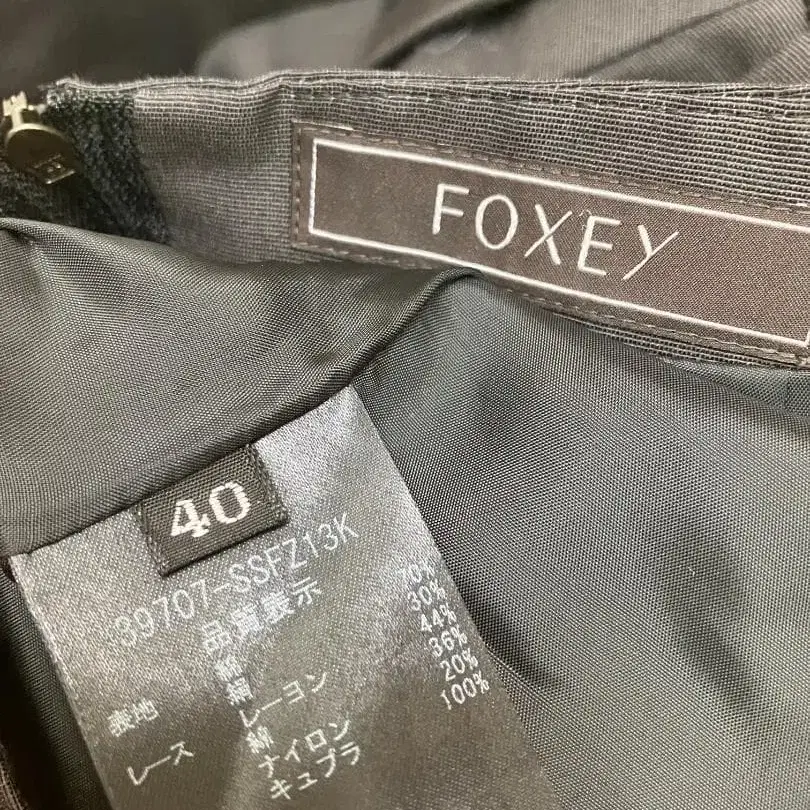 FOXEY
40
39707-SSFZ13K
品質表示
表地 綿 70%
絹 30%
レース レーヨン 44%
綿 36%
ナイロン 20%
キュプラ 100%